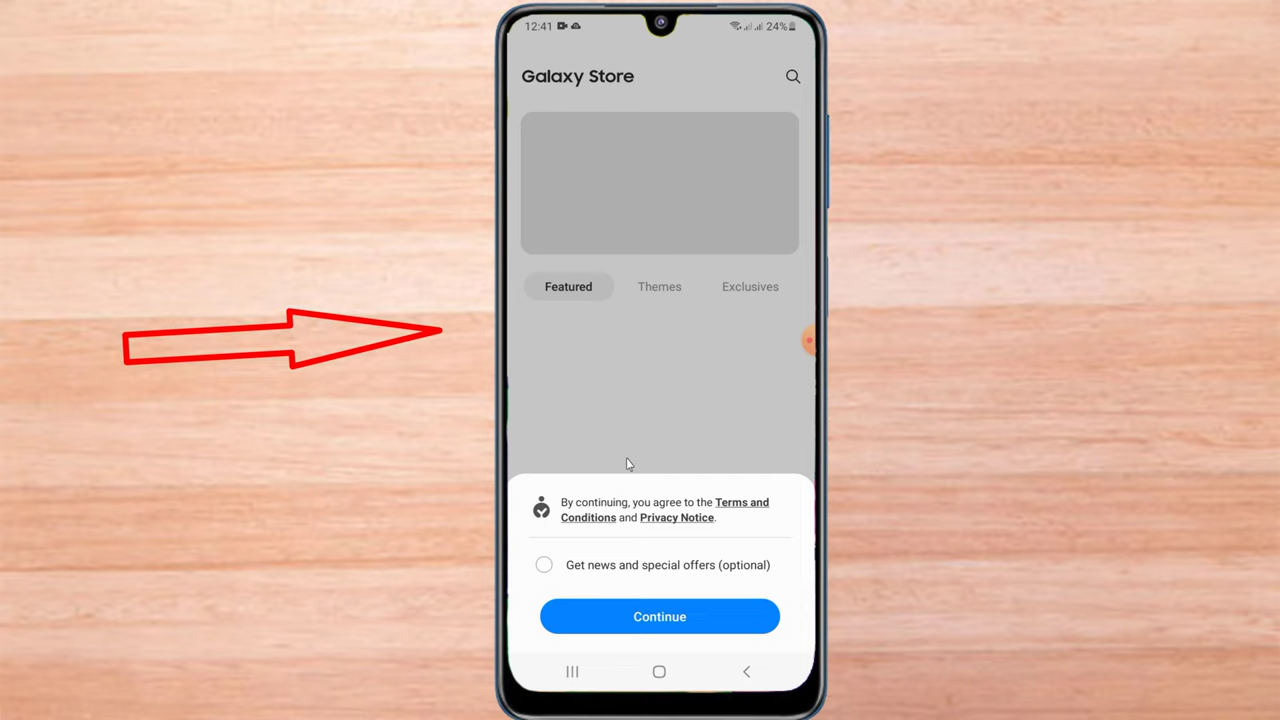 12:41
24%
Galaxy Store
Featured
Themes
Exclusives
By continuing, you agree to the Terms and
Conditions and Privacy Notice.
Get news and special offers (optional)
Continue